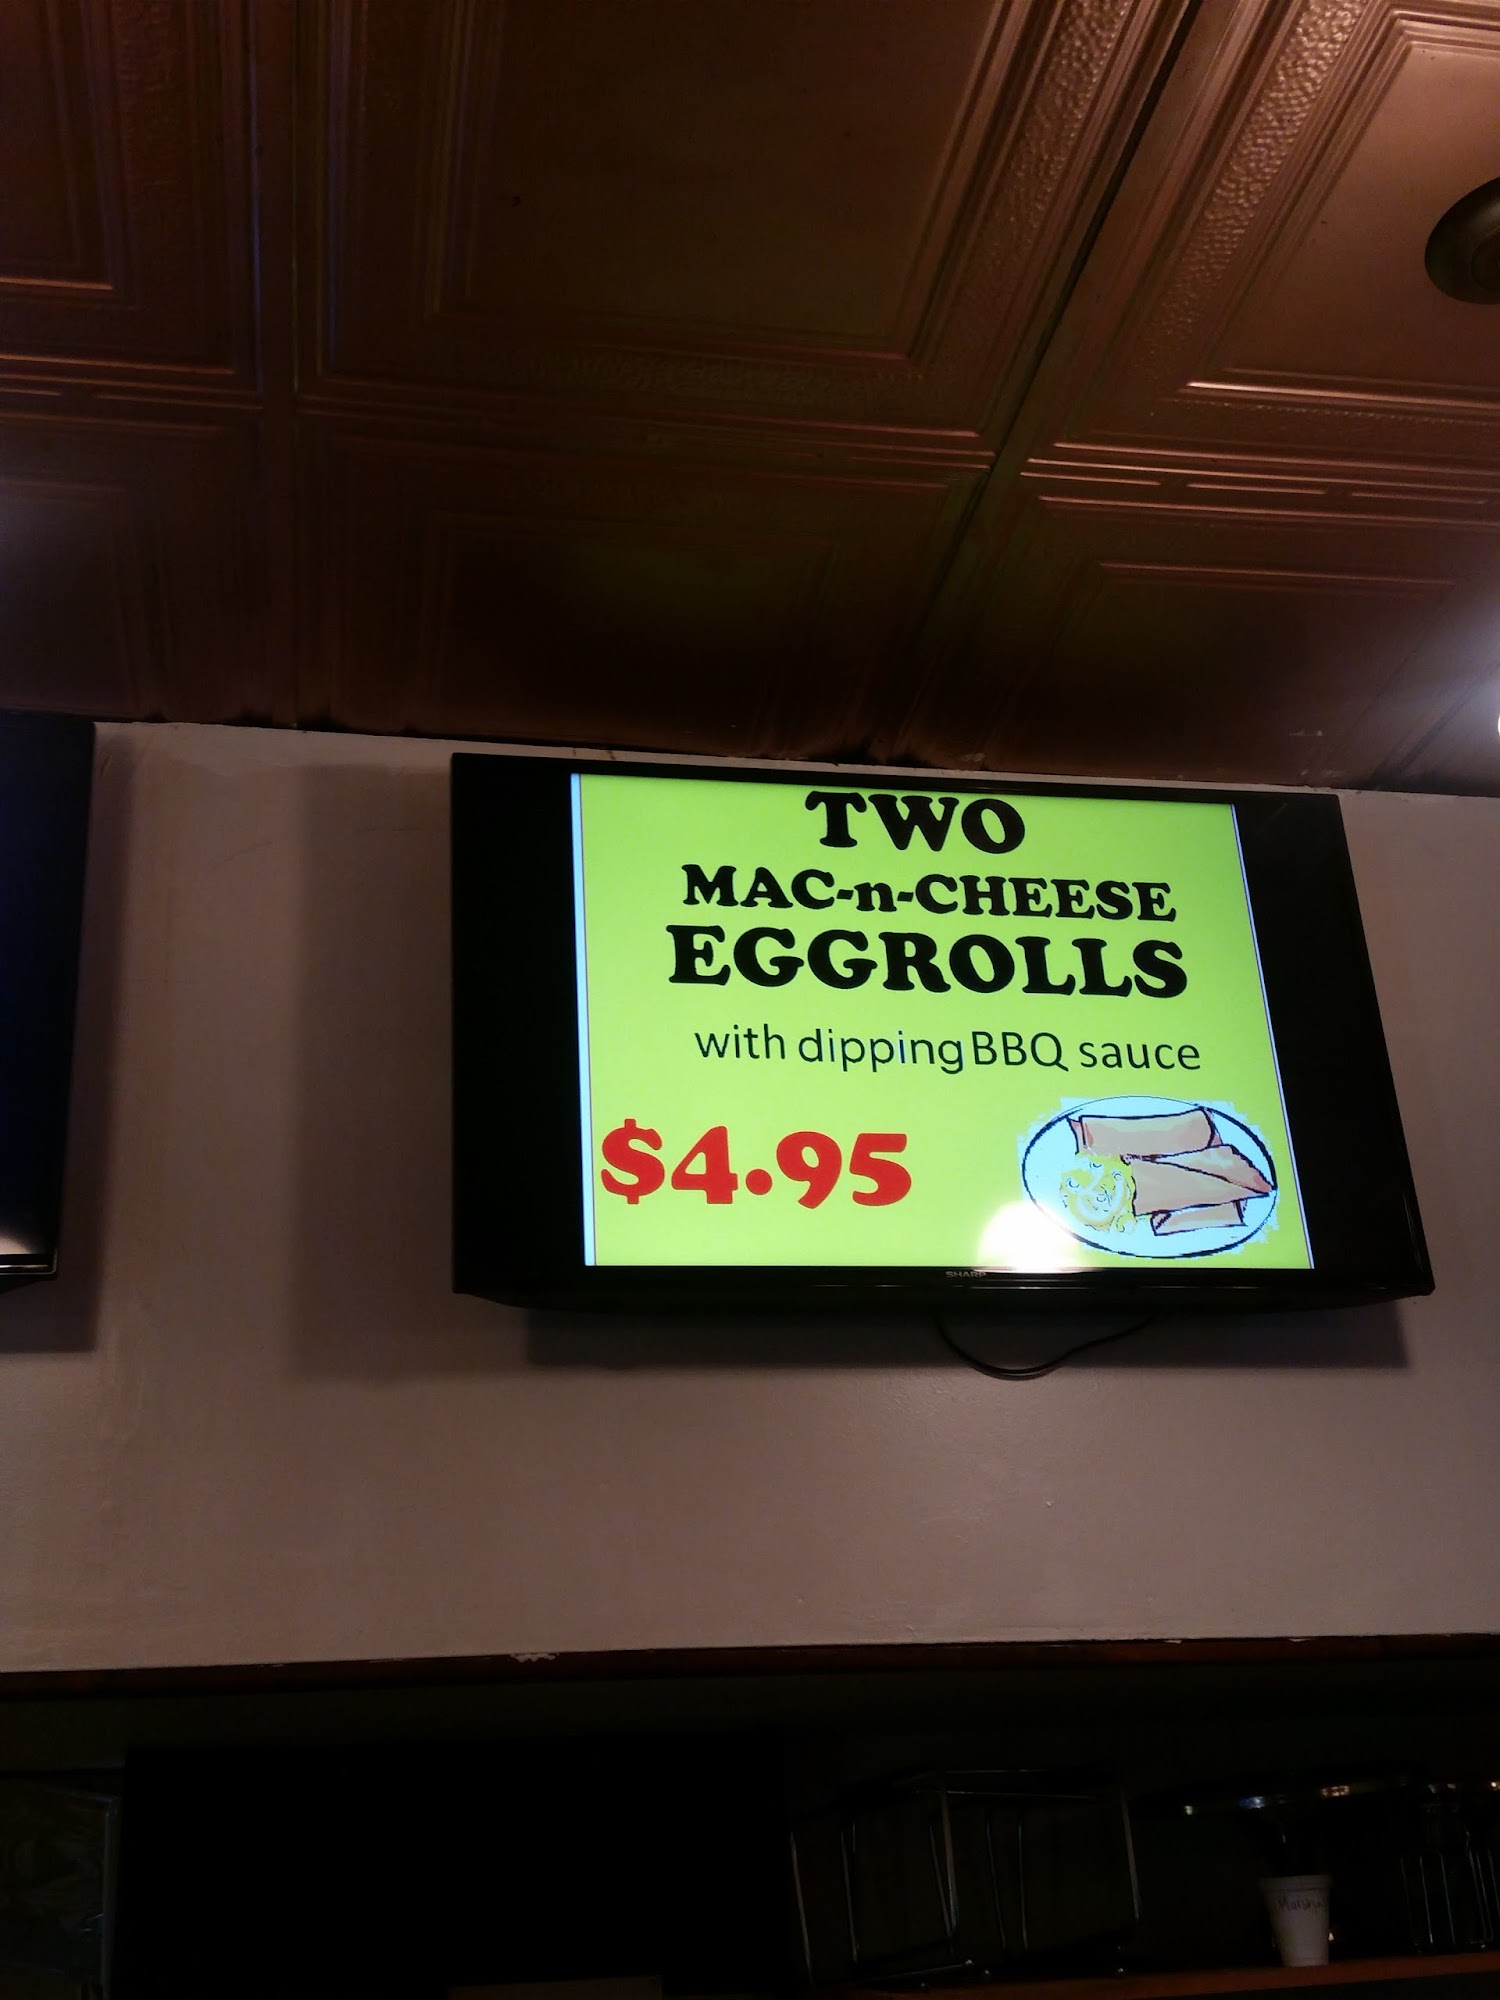 TWO
MAC-n-CHEESE
EGGROLLS
with dipping BBQ sauce
$4.95
SHARP